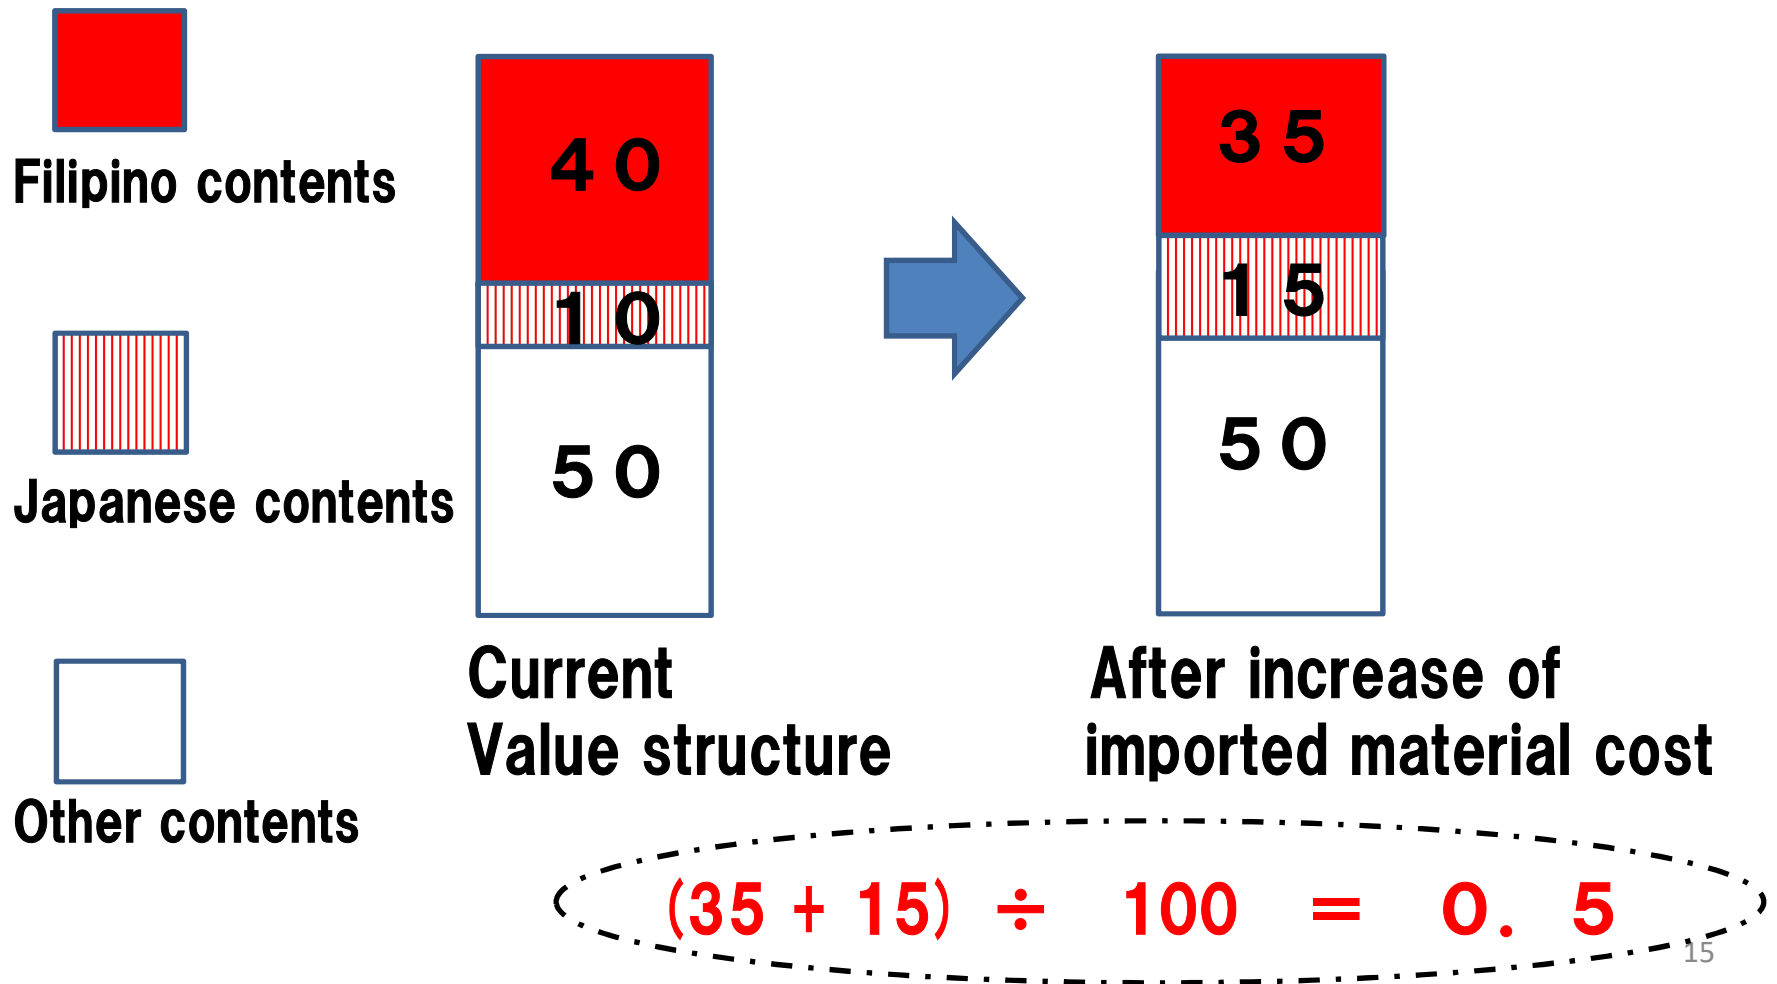 Filipino contents
Japanese contents
Other contents
４０
１０
５０
Current
Value structure
３５
１５
５０
After increase of
imported material cost
(35 + 15) ÷ 100 = ０．５
15